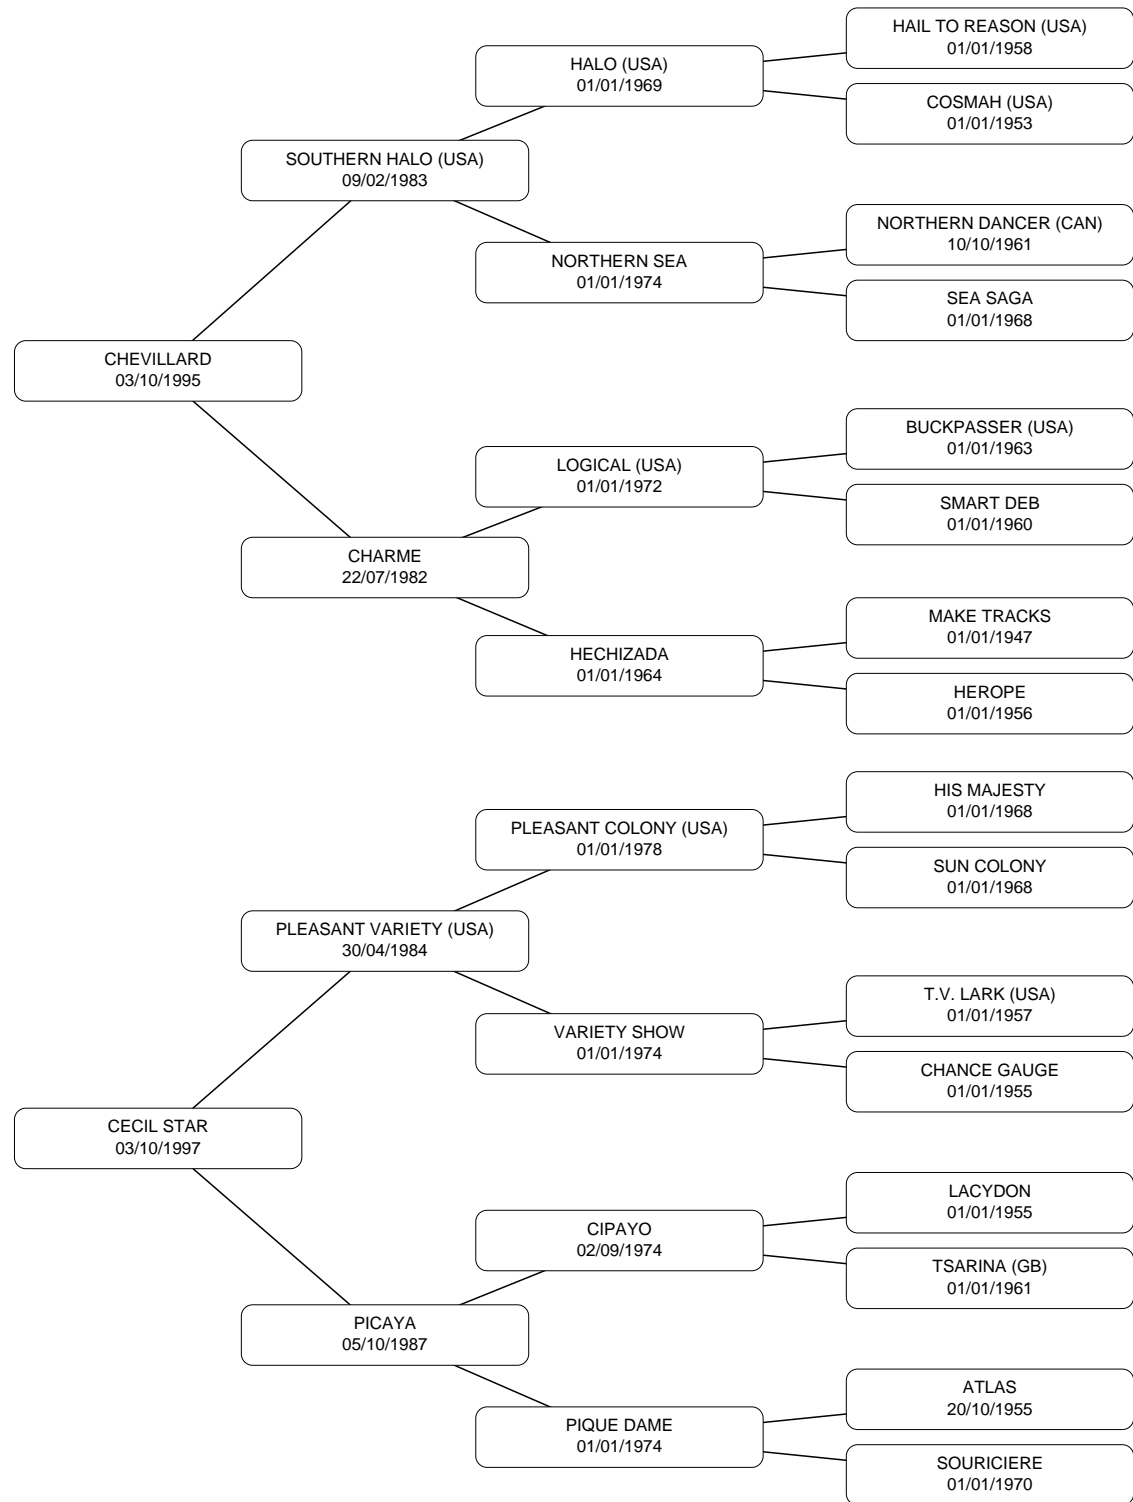 HAIL TO REASON (USA)
01/01/1958
HALO (USA)
01/01/1969
COSMAH (USA)
01/01/1953
SOUTHERN HALO (USA)
09/02/1983
NORTHERN DANCER (CAN)
10/10/1961
NORTHERN SEA
01/01/1974
SEA SAGA
01/01/1968
CHEVILLARD
03/10/1995
BUCKPASSER (USA)
01/01/1963
LOGICAL (USA)
01/01/1972
SMART DEB
01/01/1960
CHARME
22/07/1982
MAKE TRACKS
01/01/1947
HECHIZADA
01/01/1964
HEROPE
01/01/1956
HIS MAJESTY
01/01/1968
PLEASANT COLONY (USA)
01/01/1978
SUN COLONY
01/01/1968
PLEASANT VARIETY (USA)
30/04/1984
T.V. LARK (USA)
01/01/1957
VARIETY SHOW
01/01/1974
CHANCE GAUGE
01/01/1955
CECIL STAR
03/10/1997
LACYDON
01/01/1955
CIPAYO
02/09/1974
TSARINA (GB)
01/01/1961
PICAYA
05/10/1987
ATLAS
20/10/1955
PIQUE DAME
01/01/1974
SOURICIERE
01/01/1970